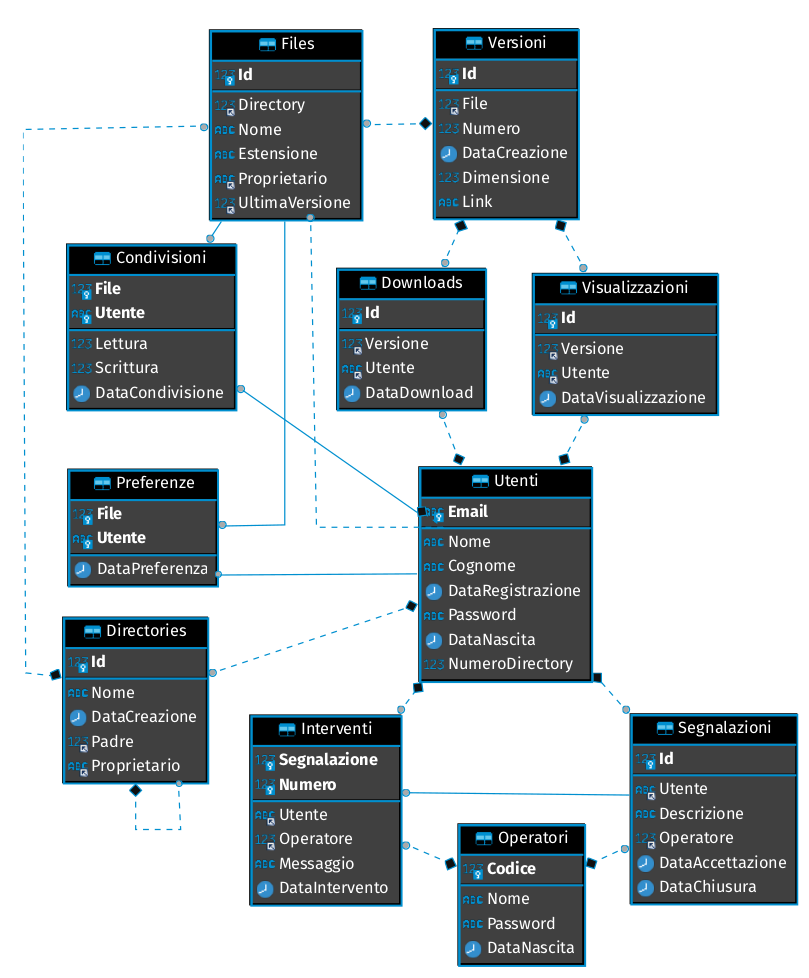 Files
Id
Directory
Nome
Estensione
Proprietario
UltimaVersione
Versioni
Id
File
Numero
DataCreazione
Dimensione
Link
Condivisioni
File
Utente
Lettura
Scrittura
DataCondivisione
Downloads
Id
Versione
Utente
DataDownload
Visualizzazioni
Id
Versione
Utente
DataVisualizzazione
Preferenze
File
Utente
DataPreferenza
Utenti
Email
Nome
Cognome
DataRegistrazione
Password
DataNascita
NumeroDirectory
Directories
Id
Nome
DataCreazione
Padre
Proprietario
Interventi
Segnalazione
Numero
Utente
Operatore
Messaggio
DataIntervento
Segnalazioni
Id
Utente
Descrizione
Operatore
DataAccettazione
DataChiusura
Operatori
Codice
Nome
Password
DataNascita